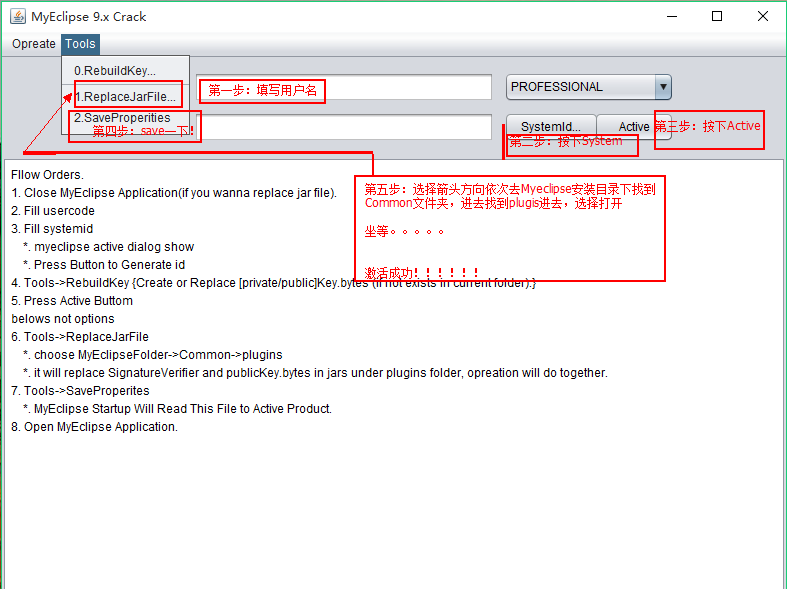 MyEclipse 9.x Crack
Opreate Tools
0.RebuildKey...
1.ReplaceJarFile...
2.SaveProperities
第四步：save一下！
第一步：填写用户名
PROFESSIONAL
SystemId... Active
第二步：按下System
第三步：按下Active
第五步：选择箭头方向依次去Myeclipse安装目录下找到
Common文件夹，进去找到plugis进去，选择打开
坐等。。。。。
激活成功！！！！！！
Fllow Orders.
1. Close MyEclipse Application(if you wanna replace jar file).
2. Fill usercode
3. Fill systemid
*. myeclipse active dialog show
*. Press Button to Generate id
4. Tools->RebuildKey {Create or Replace [private/public]Key.bytes (if not exists in current folder).}
5. Press Active Buttom
belows not options
6. Tools->ReplaceJarFile
*. choose MyEclipseFolder->Common->plugins
*. it will replace SignatureVerifier and publicKey.bytes in jars under plugins folder, opreation will do together.
7. Tools->SaveProperites
*. MyEclipse Startup Will Read This File to Active Product.
8. Open MyEclipse Application.